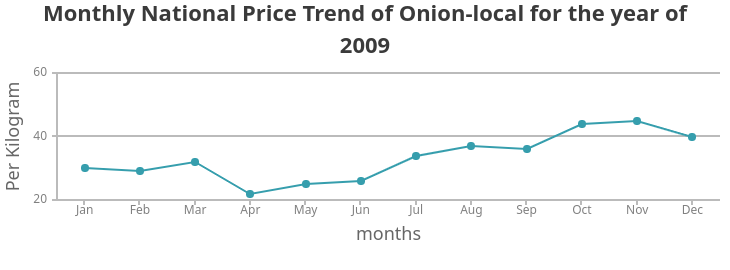 Monthly National Price Trend of Onion-local for the year of
2009
Per Kilogram
60
40
20
Jan Feb Mar Apr May Jun Jul Aug Sep Oct Nov Dec
months